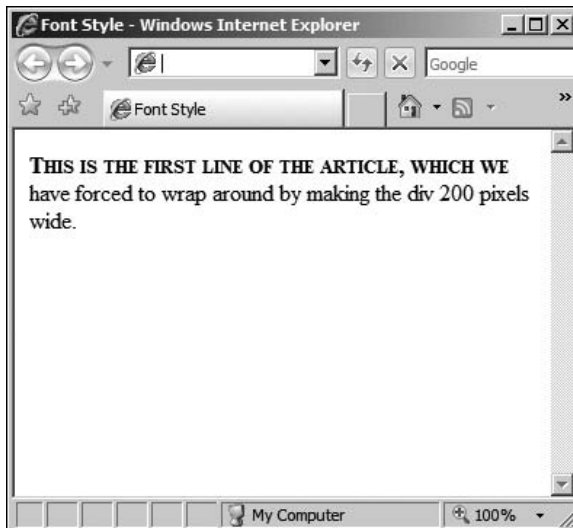 Font Style - Windows Internet Explorer
Google
Font Style
»
THIS IS THE FIRST LINE OF THE ARTICLE, WHICH WE
have forced to wrap around by making the div 200 pixels
wide.
My Computer
100%